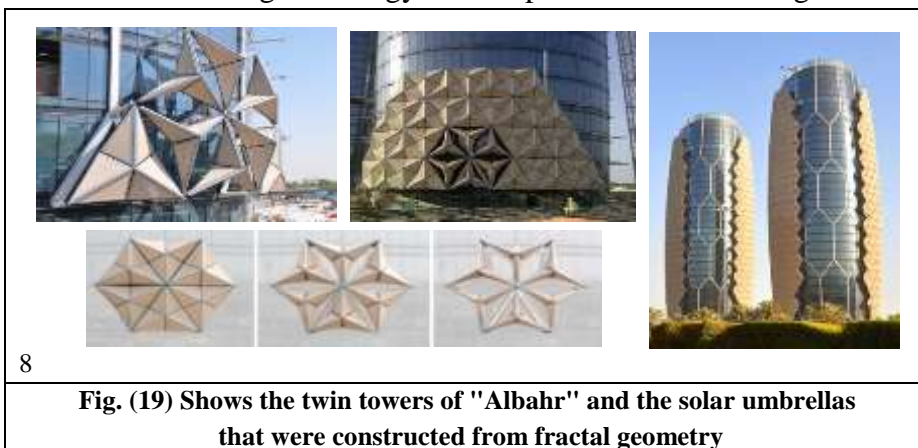 8
Fig. (19) Shows the twin towers of "Albahr" and the solar umbrellas
that were constructed from fractal geometry